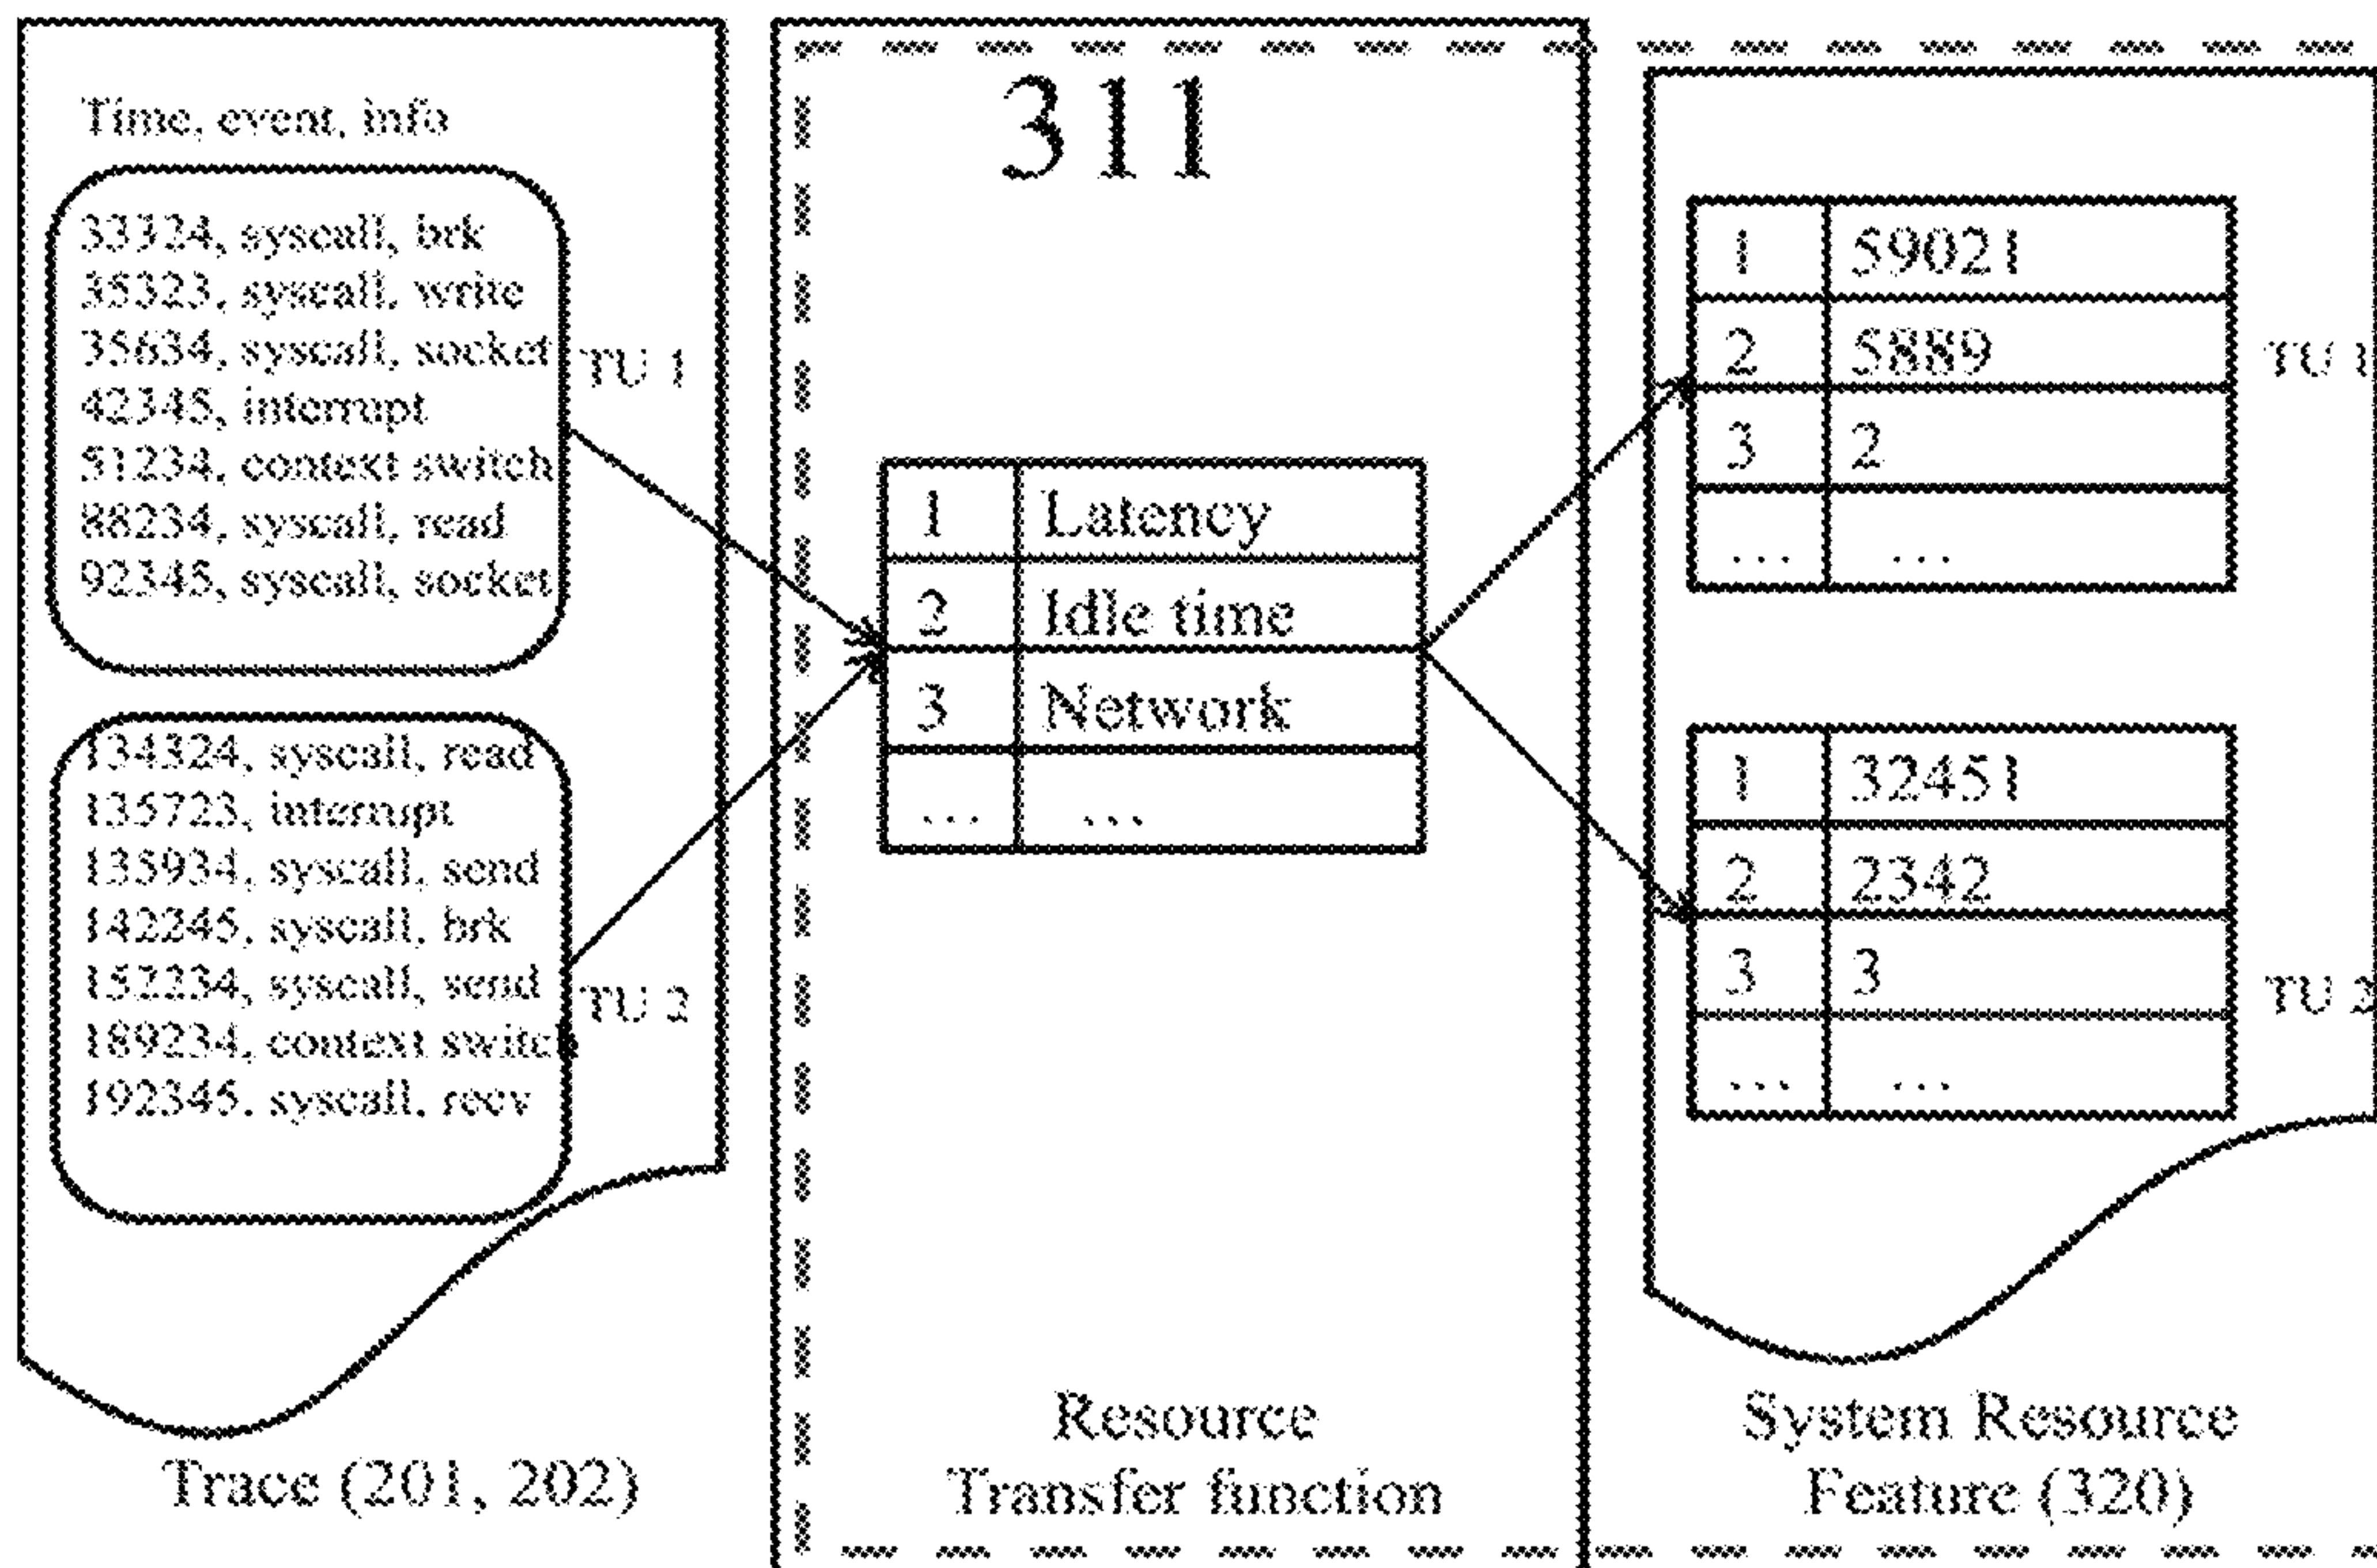 Time, event, info
33324, syscall, brk
35323, syscall, write
35634, syscall, socket
42345, interrupt
51234, context switch
88234, syscall, read
92345, syscall, socket
TU 1
134324, syscall, read
135723, interrupt
135934, syscall, send
142245, syscall, brk
152234, syscall, send
189234, context switch
192345, syscall, recv
TU 2
Trace (201, 202)
311
1 Latency
2 Idle time
3 Network
... ...
Resource
Transfer function
1 59021
2 5889
3 2
... ...
TU 1
1 32451
2 2342
3 3
... ...
TU 2
System Resource
Feature (320)